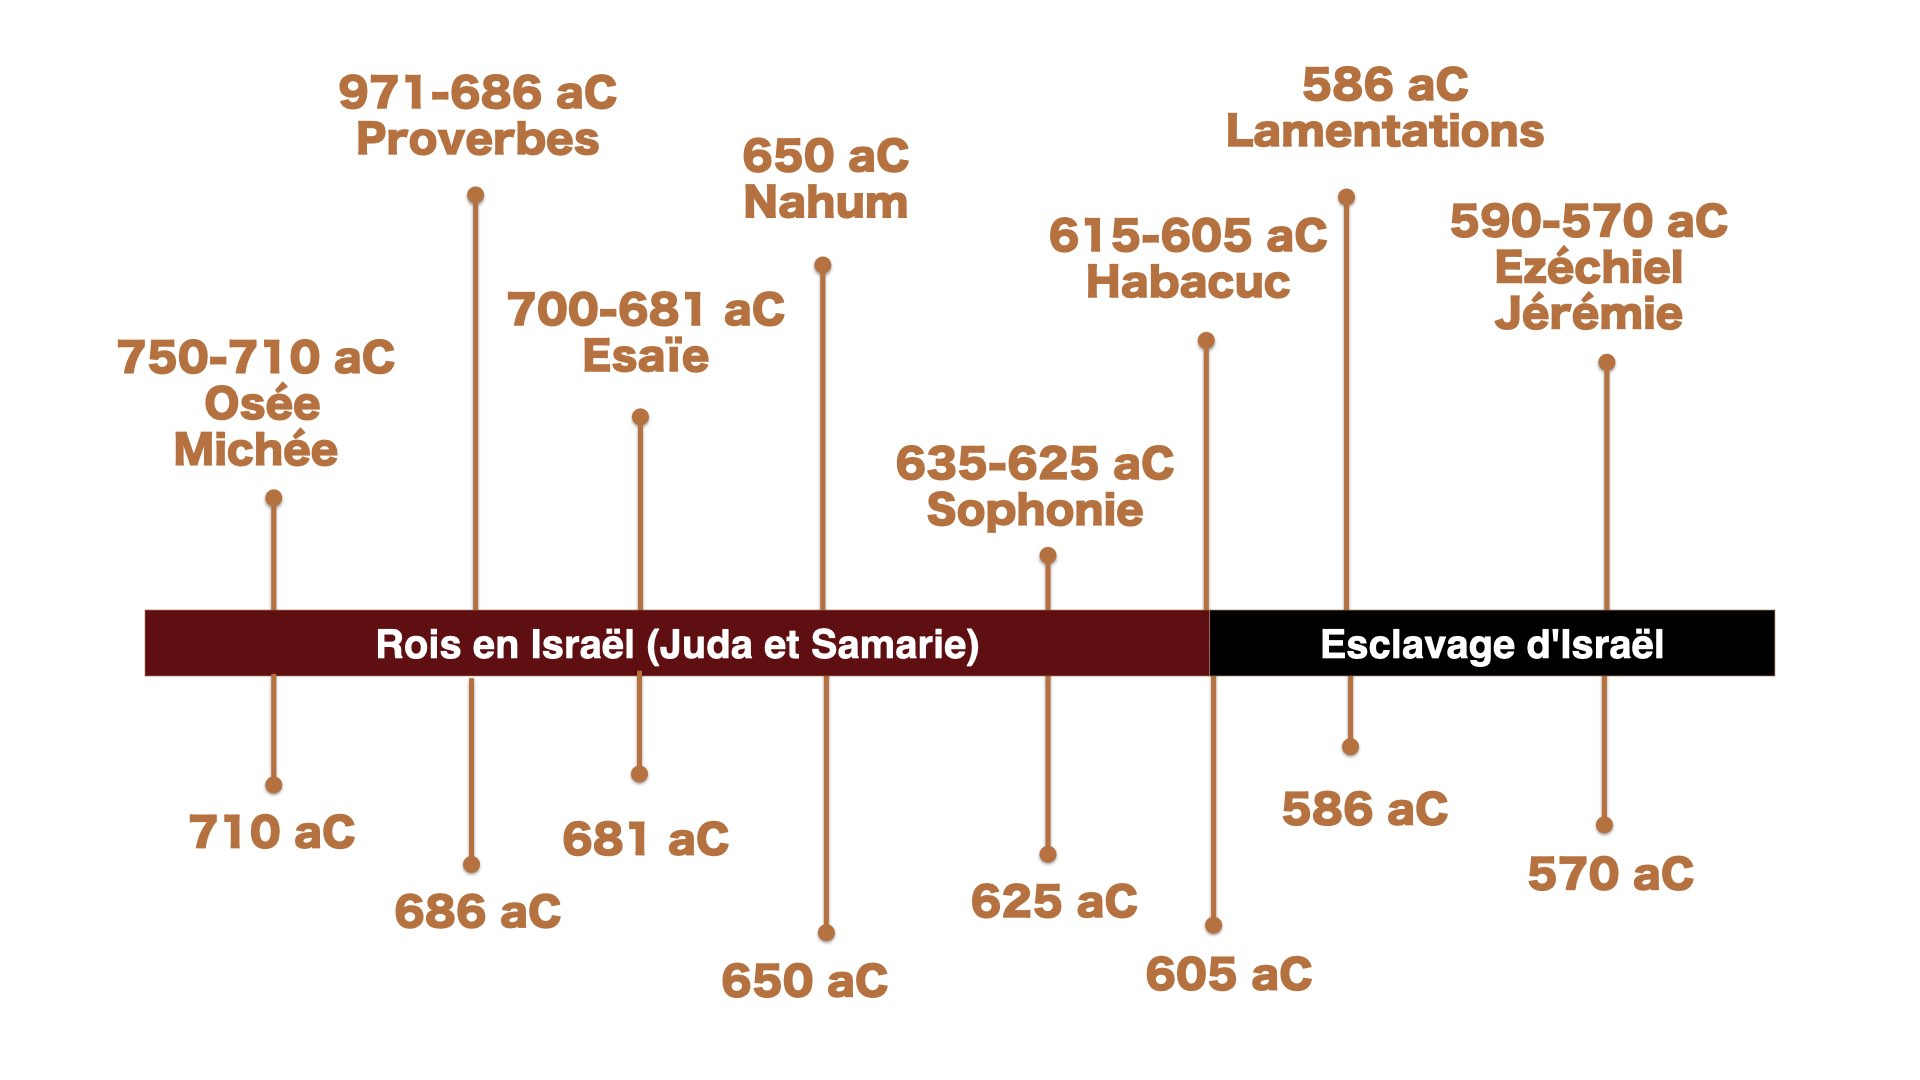 971-686 aC
Proverbes
586 aC
Lamentations
650 aC
Nahum
615-605 aC
Habacuc
590-570 aC
Ezéchiel
Jérémie
700-681 aC
Esaïe
750-710 aC
Osée
Michée
635-625 aC
Sophonie
Rois en Israël (Juda et Samarie)
Esclavage d'Israël
710 aC
686 aC
681 aC
650 aC
625 aC
605 aC
586 aC
570 aC